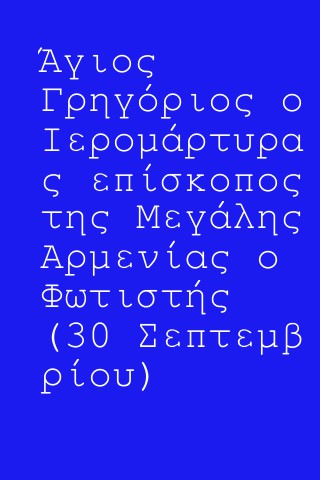 Άγιος
Γρηγόριος ο
Ιερομάρτυρα
ς επίσκοπος
της Μεγάλης
Αρμενίας ο
Φωτιστής
(30 Σεπτεμβ
ρίου)